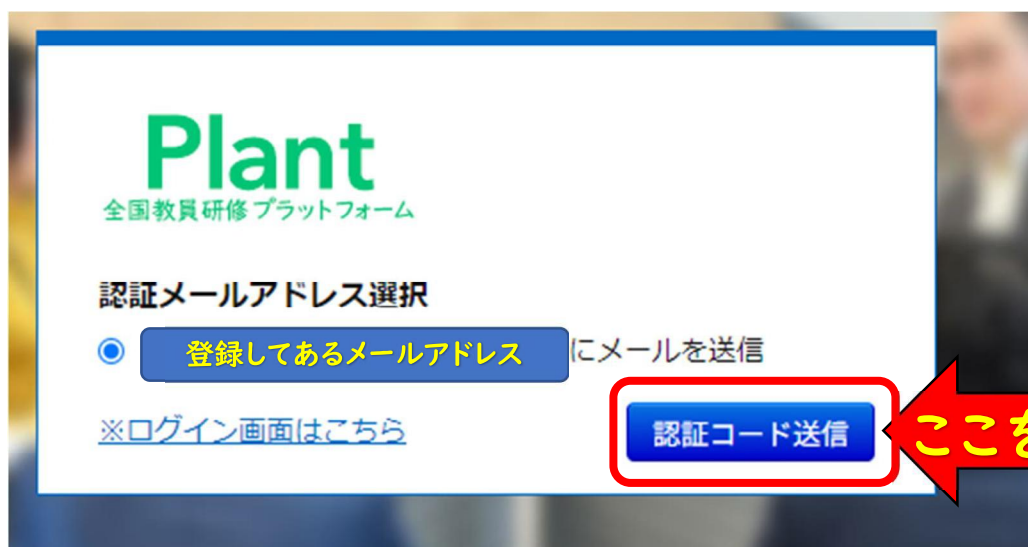 Plant
全国教員研修プラットフォーム
認証メールアドレス選択
登録してあるメールアドレス にメールを送信
※ログイン画面はこちら
認証コード送信
ここを